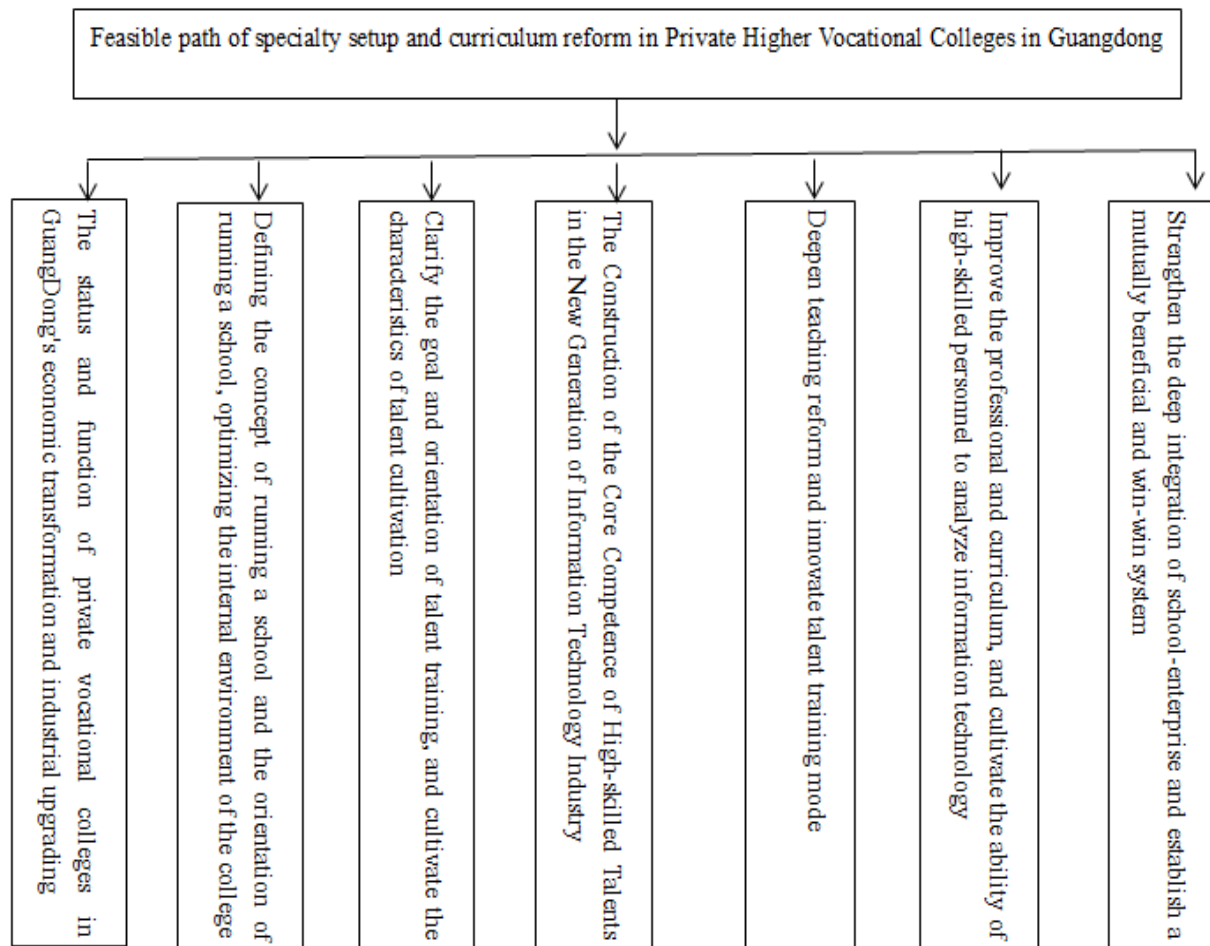 Feasible path of specialty setup and curriculum reform in Private Higher Vocational Colleges in Guangdong
The status and function of private vocational colleges in
GuangDong's economic transformation and industrial upgrading
Defining the concept of running a school and the orientation of
running a school, optimizing the internal environment of the college
Clarify the goal and orientation of talent training, and cultivate the
characteristics of talent cultivation
The Construction of the Core Competence of High-skilled Talents
in the New Generation of Information Technology Industry
Deepen teaching reform and innovate talent training mode
Improve the professional and curriculum, and cultivate the ability of
high-skilled personnel to analyze information technology
Strengthen the deep integration of school-enterprise and establish a
mutually beneficial and win-win system